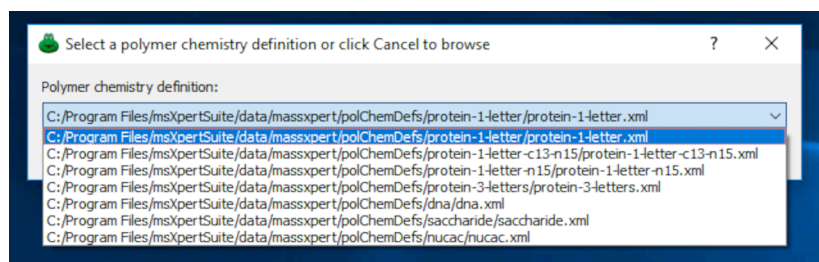 Select a polymer chemistry definition or click Cancel to browse ?
Polymer chemistry definition:
C:/Program Files/msXpertSuite/data/massxpert/polChemDefs/protein-1-letter/protein-1-letter.xml
C:/Program Files/msXpertSuite/data/massxpert/polChemDefs/protein-1-letter/protein-1-letter.xml
C:/Program Files/msXpertSuite/data/massxpert/polChemDefs/protein-1-letter-c13-n15/protein-1-letter-c13-n15.xml
C:/Program Files/msXpertSuite/data/massxpert/polChemDefs/protein-1-letter-n15/protein-1-letter-n15.xml
C:/Program Files/msXpertSuite/data/massxpert/polChemDefs/protein-3-letters/protein-3-letters.xml
C:/Program Files/msXpertSuite/data/massxpert/polChemDefs/dna/dna.xml
C:/Program Files/msXpertSuite/data/massxpert/polChemDefs/saccharide/saccharide.xml
C:/Program Files/msXpertSuite/data/massxpert/polChemDefs/nucac/nucac.xml